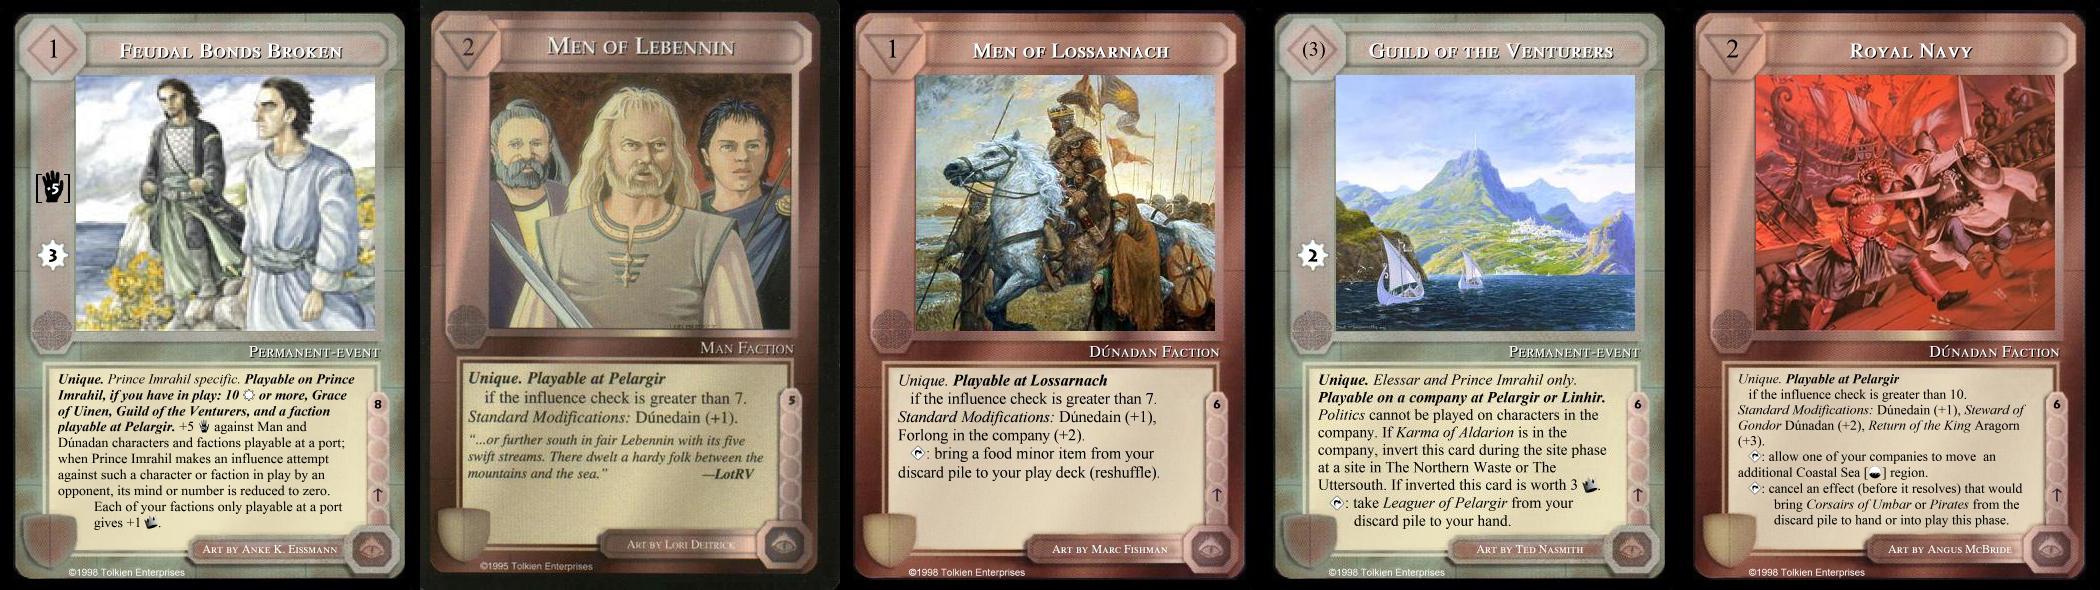 1
FEUDAL BONDS BROKEN
[5]
3
PERMANENT-EVENT
Unique. Prince Imrahil specific. Playable on Prince
Imrahil, if you have in play: 10 or more, Grace
of Uinen, Guild of the Venturers, and a faction
playable at Pelargir. +5 against Man and
Dúnadan characters and factions playable at a port;
when Prince Imrahil makes an influence attempt
against such a character or faction in play by an
opponent, its mind or number is reduced to zero.
Each of your factions only playable at a port
gives +1 .
8
↑
ART BY ANKE K. EISSMANN
©1998 Tolkien Enterprises
2
MEN OF LEBENNIN
MAN FACTION
Unique. Playable at Pelargir
if the influence check is greater than 7.
Standard Modifications: Dúnedain (+1).
"...or further south in fair Lebennin with its five
swift streams. There dwelt a hardy folk between the
mountains and the sea." —LotRV
5
ART BY LORI DEITRICK
©1995 Tolkien Enterprises
1
MEN OF LOSSARNACH
DÚNADAN FACTION
Unique. Playable at Lossarnach
if the influence check is greater than 7.
Standard Modifications: Dúnedain (+1),
Forlong in the company (+2).
: bring a food minor item from your
discard pile to your play deck (reshuffle).
6
↑
ART BY MARC FISHMAN
©1998 Tolkien Enterprises
(3)
GUILD OF THE VENTURERS
2
PERMANENT-EVENT
Unique. Elessar and Prince Imrahil only.
Playable on a company at Pelargir or Linhir.
Politics cannot be played on characters in the
company. If Karma of Aldarion is in the
company, invert this card during the site phase
at a site in The Northern Waste or The
Uttersouth. If inverted this card is worth 3 .
: take Leaguer of Pelargir from your
discard pile to your hand.
6
↑
ART BY TED NASMITH
©1998 Tolkien Enterprises
2
ROYAL NAVY
DÚNADAN FACTION
Unique. Playable at Pelargir
if the influence check is greater than 10.
Standard Modifications: Dúnedain (+1), Steward of
Gondor Dúnadan (+2), Return of the King Aragorn
(+3).
: allow one of your companies to move an
additional Coastal Sea [ ] region.
: cancel an effect (before it resolves) that would
bring Corsairs of Umbar or Pirates from the
discard pile to hand or into play this phase.
6
↑
ART BY ANGUS MCBRIDE
©1998 Tolkien Enterprises